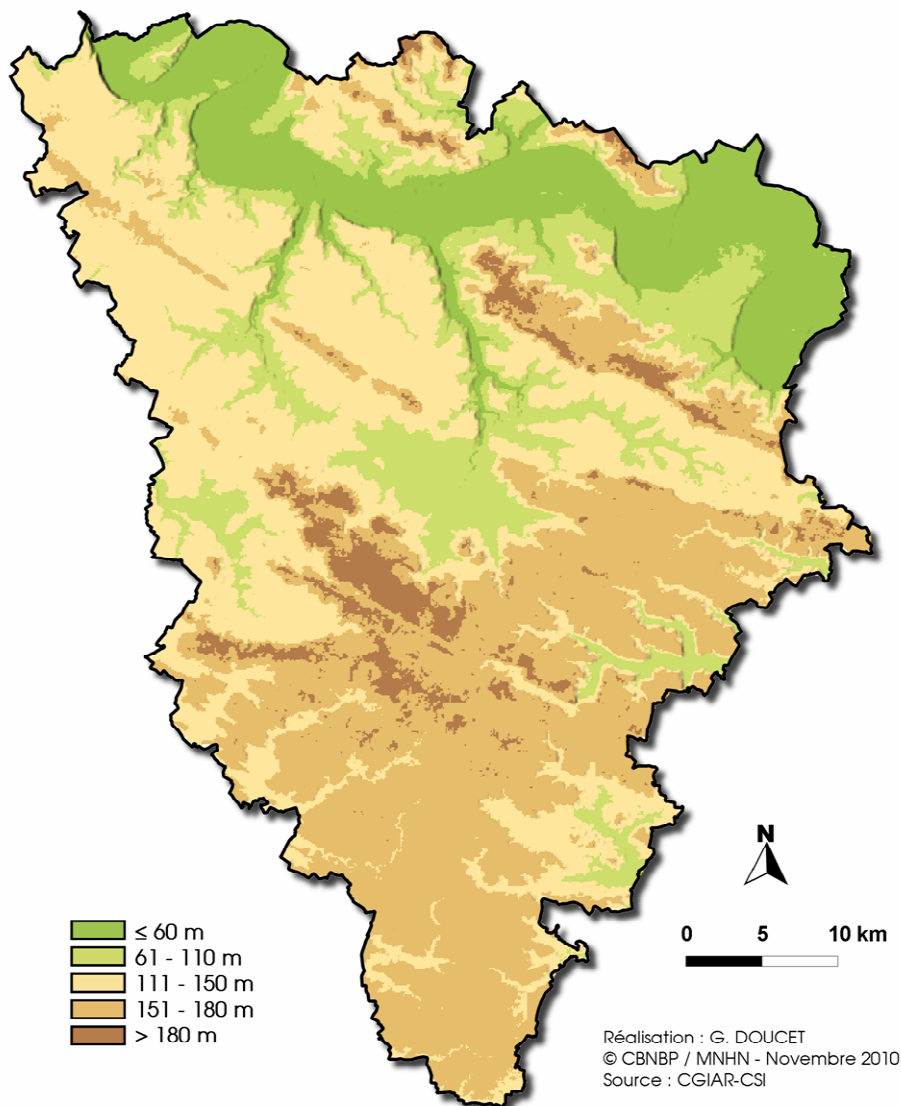 N
0 5 10 km
≤ 60 m
61 - 110 m
111 - 150 m
151 - 180 m
> 180 m
Réalisation : G. DOUCET
© CBNBP / MNHN - Novembre 2010
Source : CGIAR-CSI